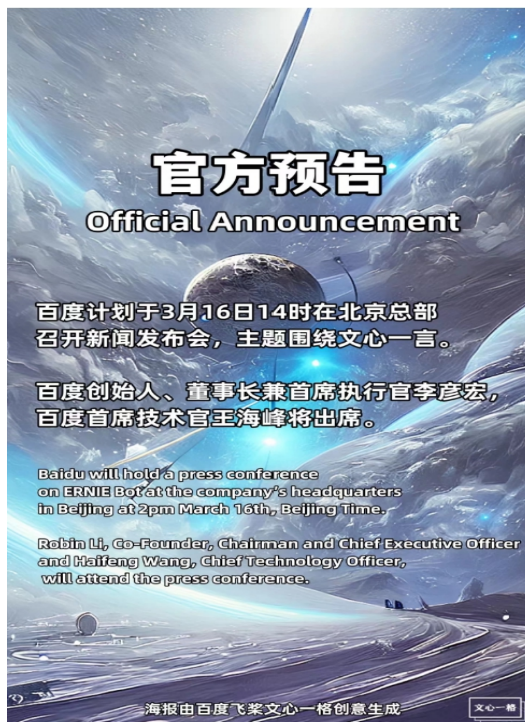 官方预告
Official Announcement
百度计划于3月16日14时在北京总部
召开新闻发布会，主题围绕文心一言。
百度创始人、董事长兼首席执行官李彦宏，
百度首席技术官王海峰将出席。
Baidu will hold a press conference
on ERNIE Bot at the company's headquarters
in Beijing at 2pm March 16th, Beijing Time.
Robin Li, Co-Founder, Chairman and Chief Executive Officer
and Haifeng Wang, Chief Technology Officer,
will attend the press conference.
海报由百度飞桨文心一格创意生成
文心一格